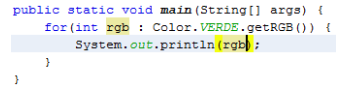 public static void main(String[] args) {
    for(int rgb : Color.VERDE.getRGB()) {
        System.out.println(rgb);
    }
}